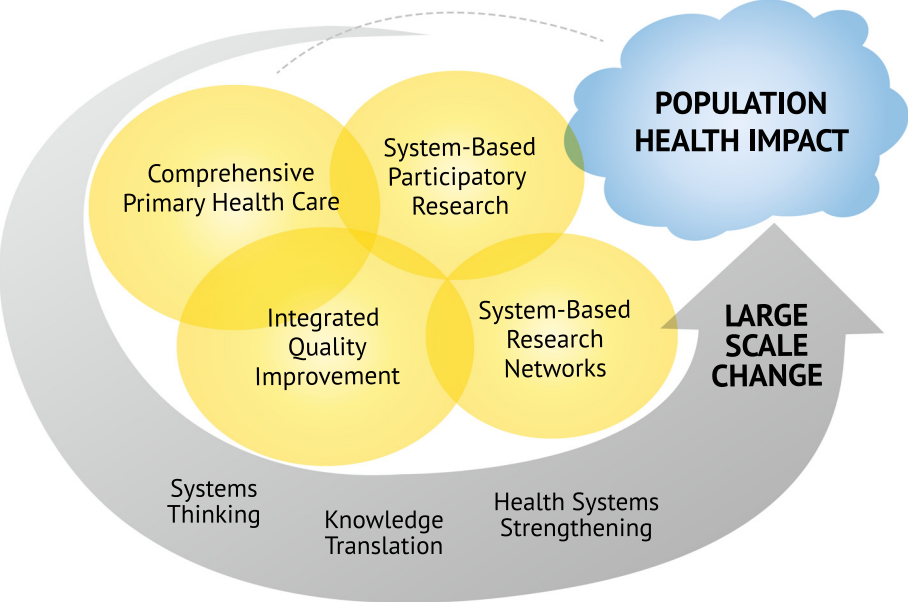 POPULATION
HEALTH IMPACT
Comprehensive
Primary Health Care
System-Based
Participatory
Research
Integrated
Quality
Improvement
System-Based
Research
Networks
LARGE
SCALE
CHANGE
Systems
Thinking
Knowledge
Translation
Health Systems
Strengthening